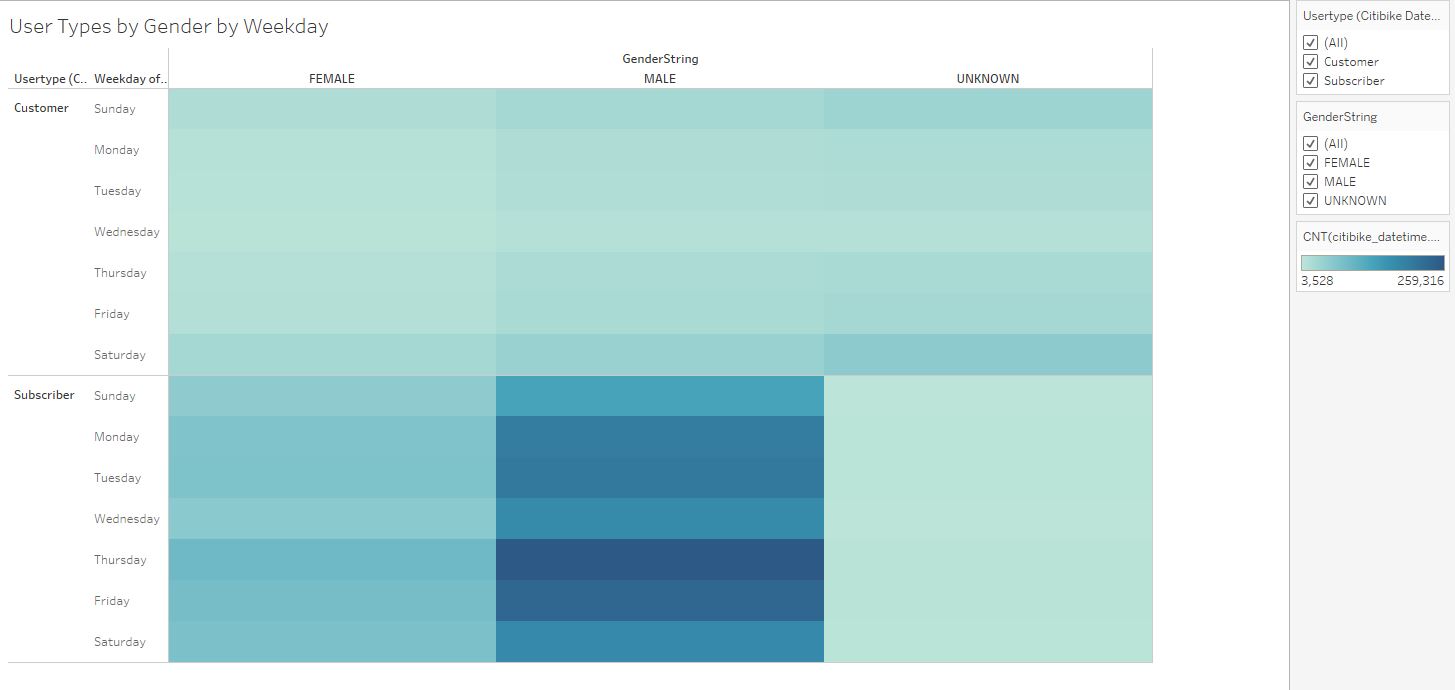 User Types by Gender by Weekday
GenderString
Usertype (C.. Weekday of.. FEMALE MALE UNKNOWN
Customer Sunday
Monday
Tuesday
Wednesday
Thursday
Friday
Saturday
Subscriber Sunday
Monday
Tuesday
Wednesday
Thursday
Friday
Saturday
Usertype (Citibike Date...
(All)
Customer
Subscriber
GenderString
(All)
FEMALE
MALE
UNKNOWN
CNT(citibike_datetime....
3,528 259,316